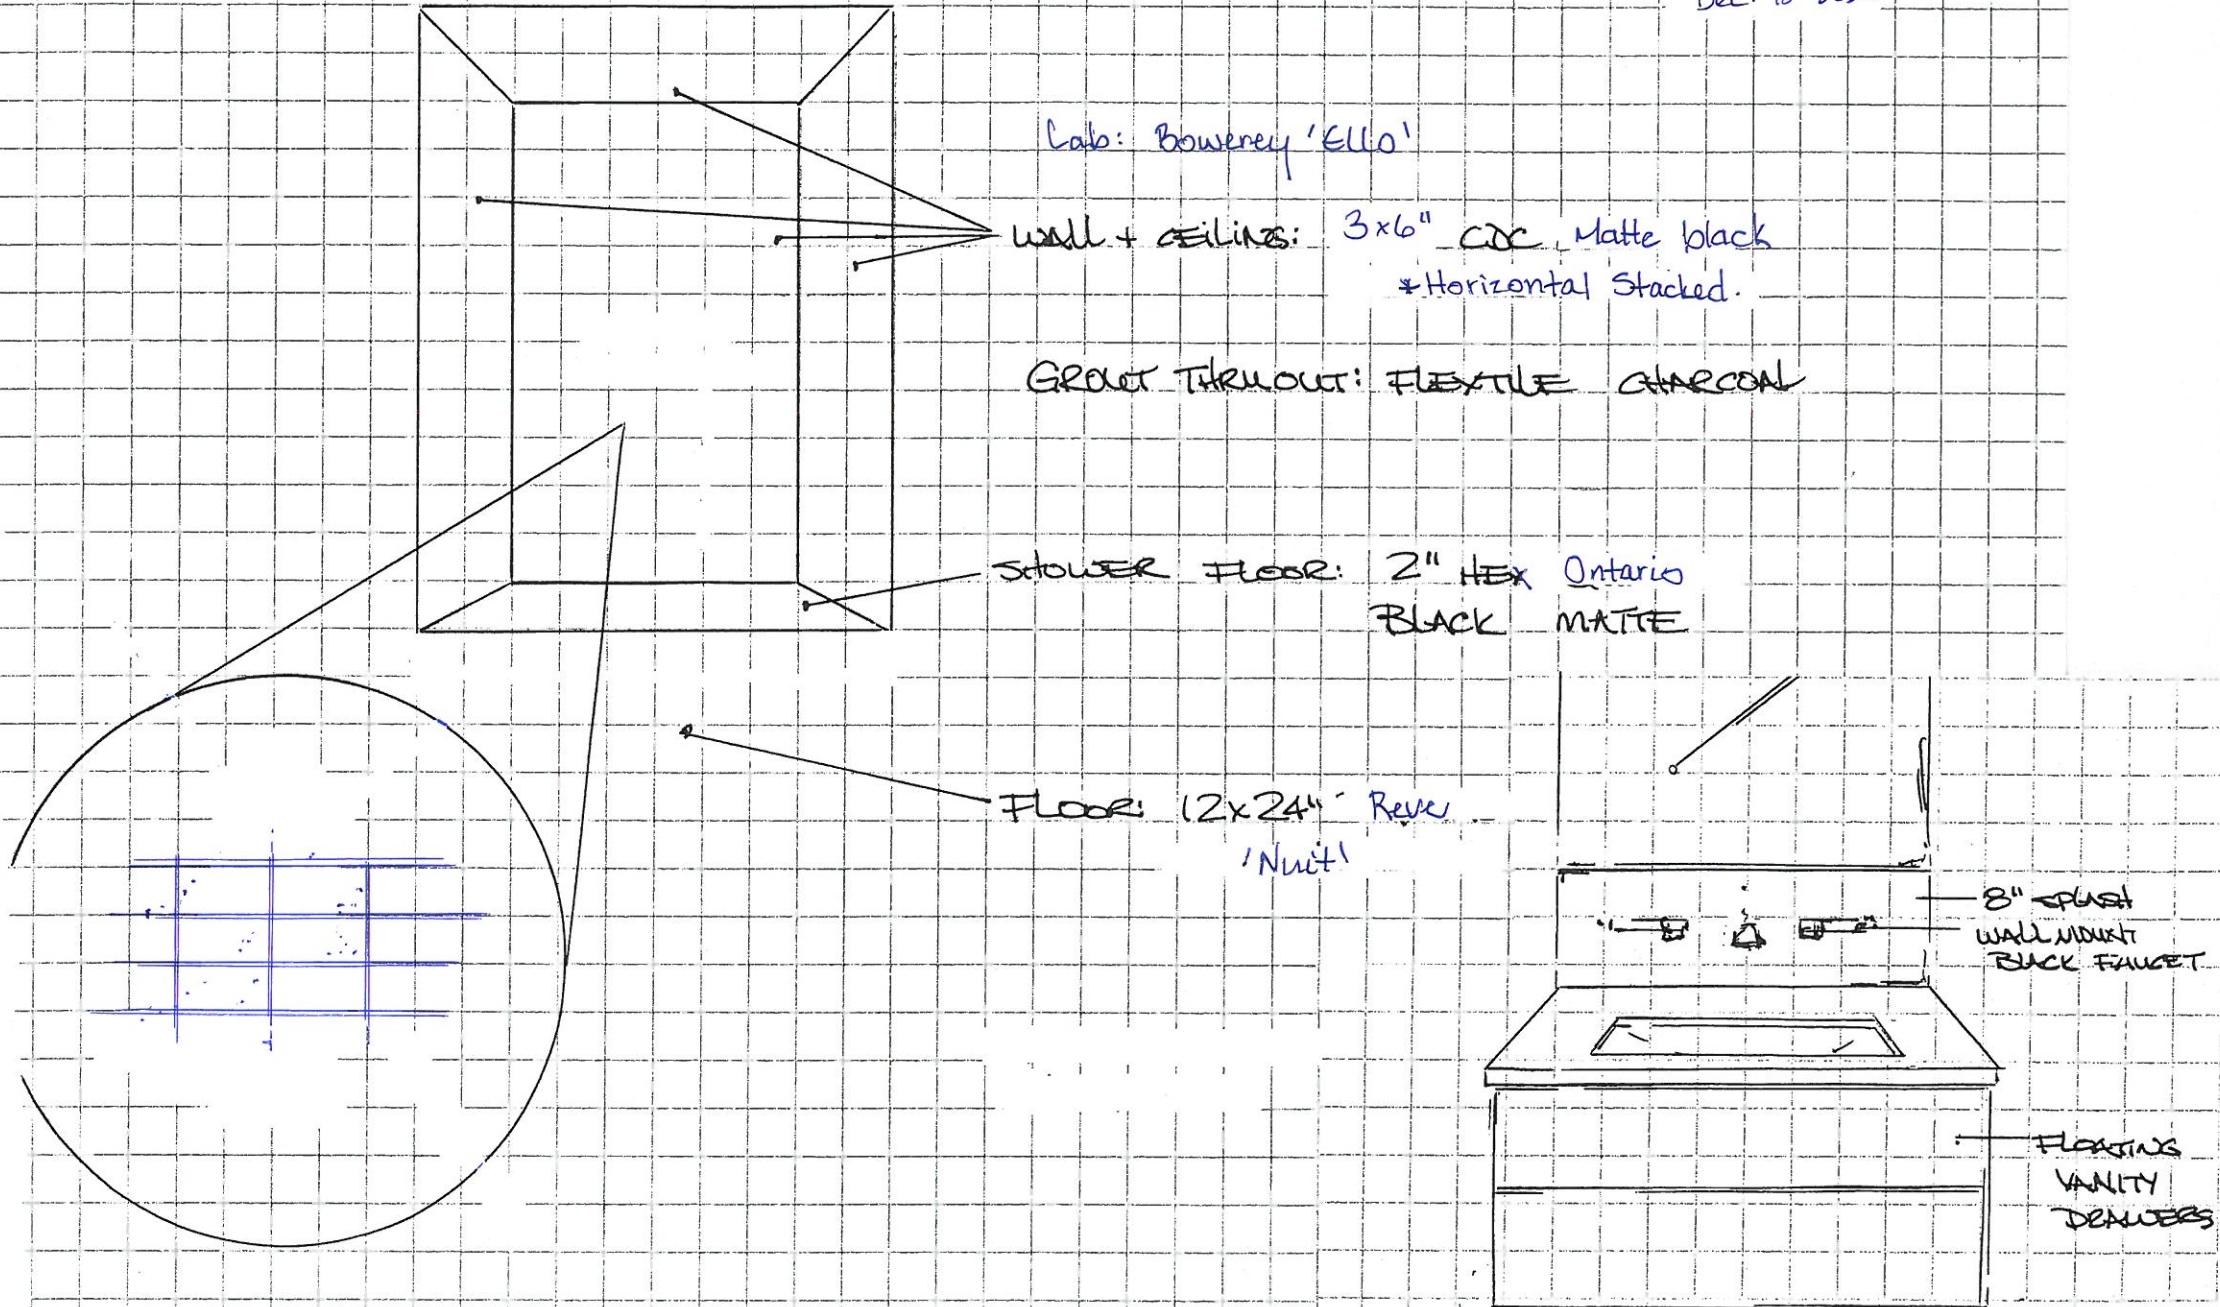 Cab: Bowerey 'Ello'
WALL + CEILING: 3x6" CDC Matte black
*Horizontal Stacked.
GROUT THRUOUT: FLEXTILE CHARCOAL
SHOWER FLOOR: 2" HEX Ontario
BLACK MATTE
FLOOR: 12x24" Reve
'Nuit'
8" SPLASH
WALL MOUNT
BLACK FAUCET
FLOATING
VANITY
DRAWERS